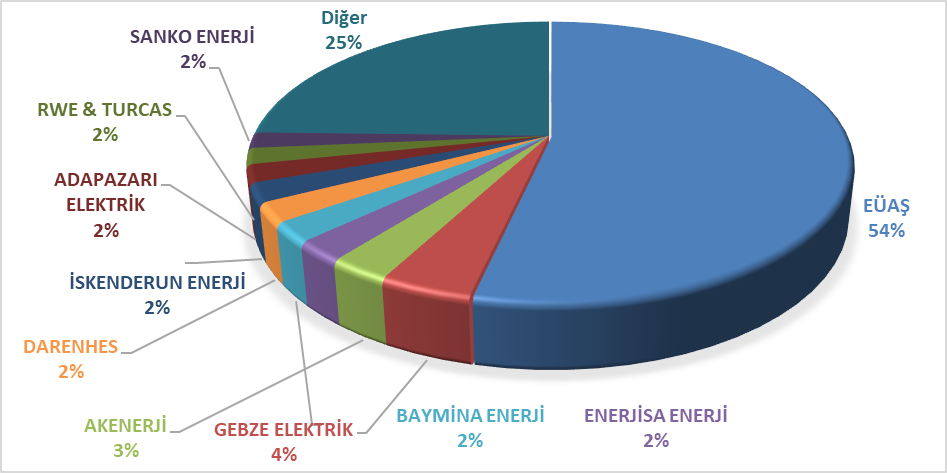 Diğer
25%
SANKO ENERJİ
2%
RWE & TURCAS
2%
ADAPAZARI
ELEKTRİK
2%
EÜAŞ
54%
İSKENDERUN ENERJİ
2%
DARENHES
2%
AKENERJİ
3%
GEBZE ELEKTRİK
4%
BAYMİNA ENERJİ
2%
ENERJİSA ENERJİ
2%